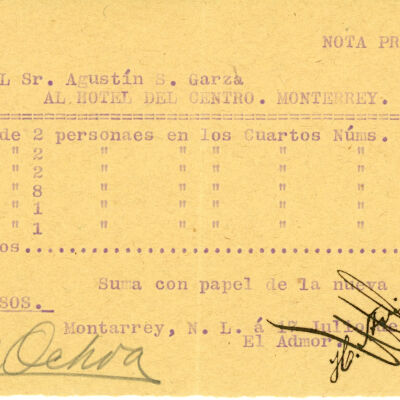 NOTA PR
L Sr. Agustín S. Garza
AL HOTEL DEL CENTRO. MONTERREY.
de 2 personaes en los Cuartos Núms.
" 2 " " " " "
" 2 " " " " "
" 8 " " " " "
" 1 " " " " "
" 1 " " " " "
os..............................
Suma con papel de la nueva
SOS.
Montarrey, N. L. á 17 Julio de
El Admor.
Ochoa